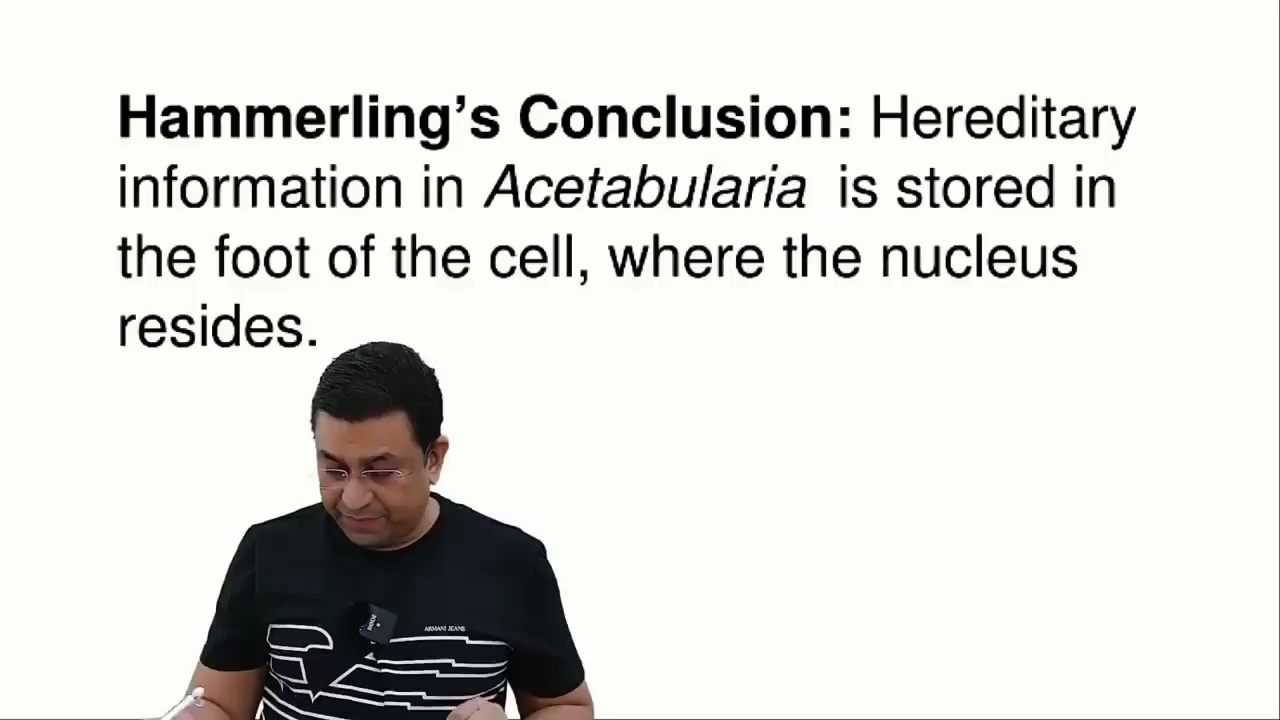 Hammerling’s Conclusion: Hereditary
information in Acetabularia is stored in
the foot of the cell, where the nucleus
resides.
ARMANI JEANS
RODE